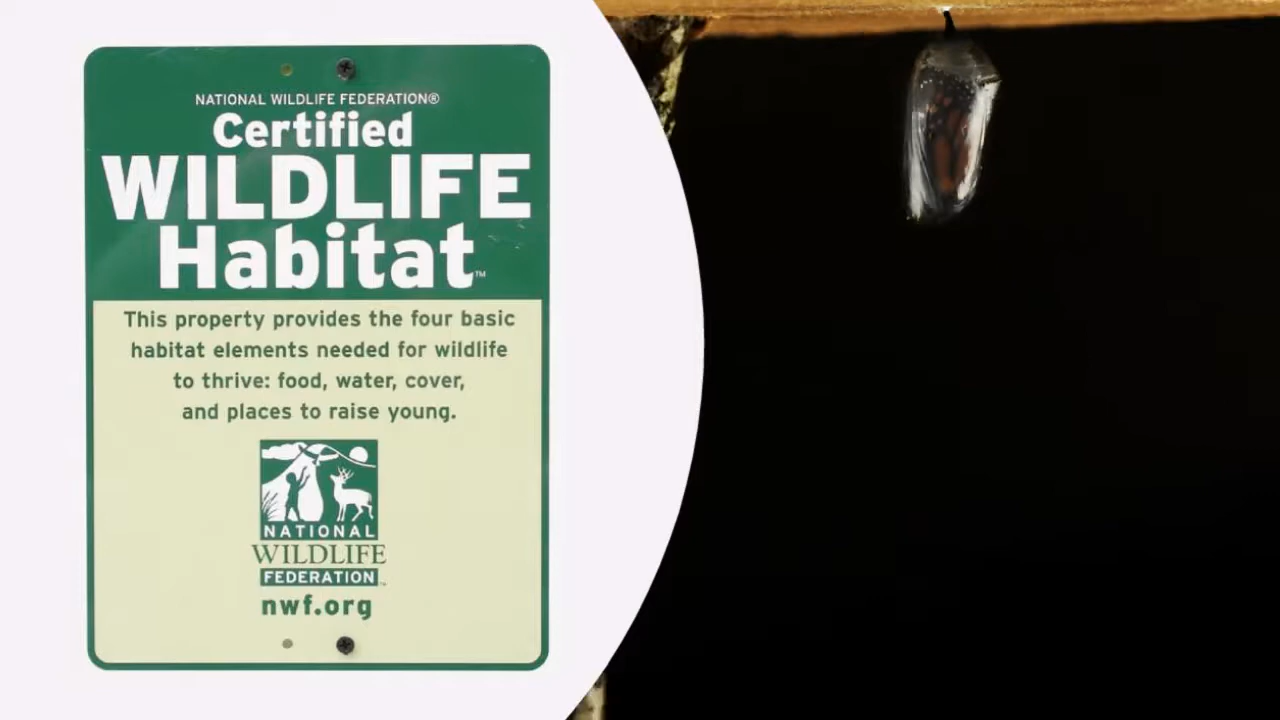 NATIONAL WILDLIFE FEDERATION®
Certified
WILDLIFE
Habitat™
This property provides the four basic
habitat elements needed for wildlife
to thrive: food, water, cover,
and places to raise young.
NATIONAL
WILDLIFE
FEDERATION™
nwf.org